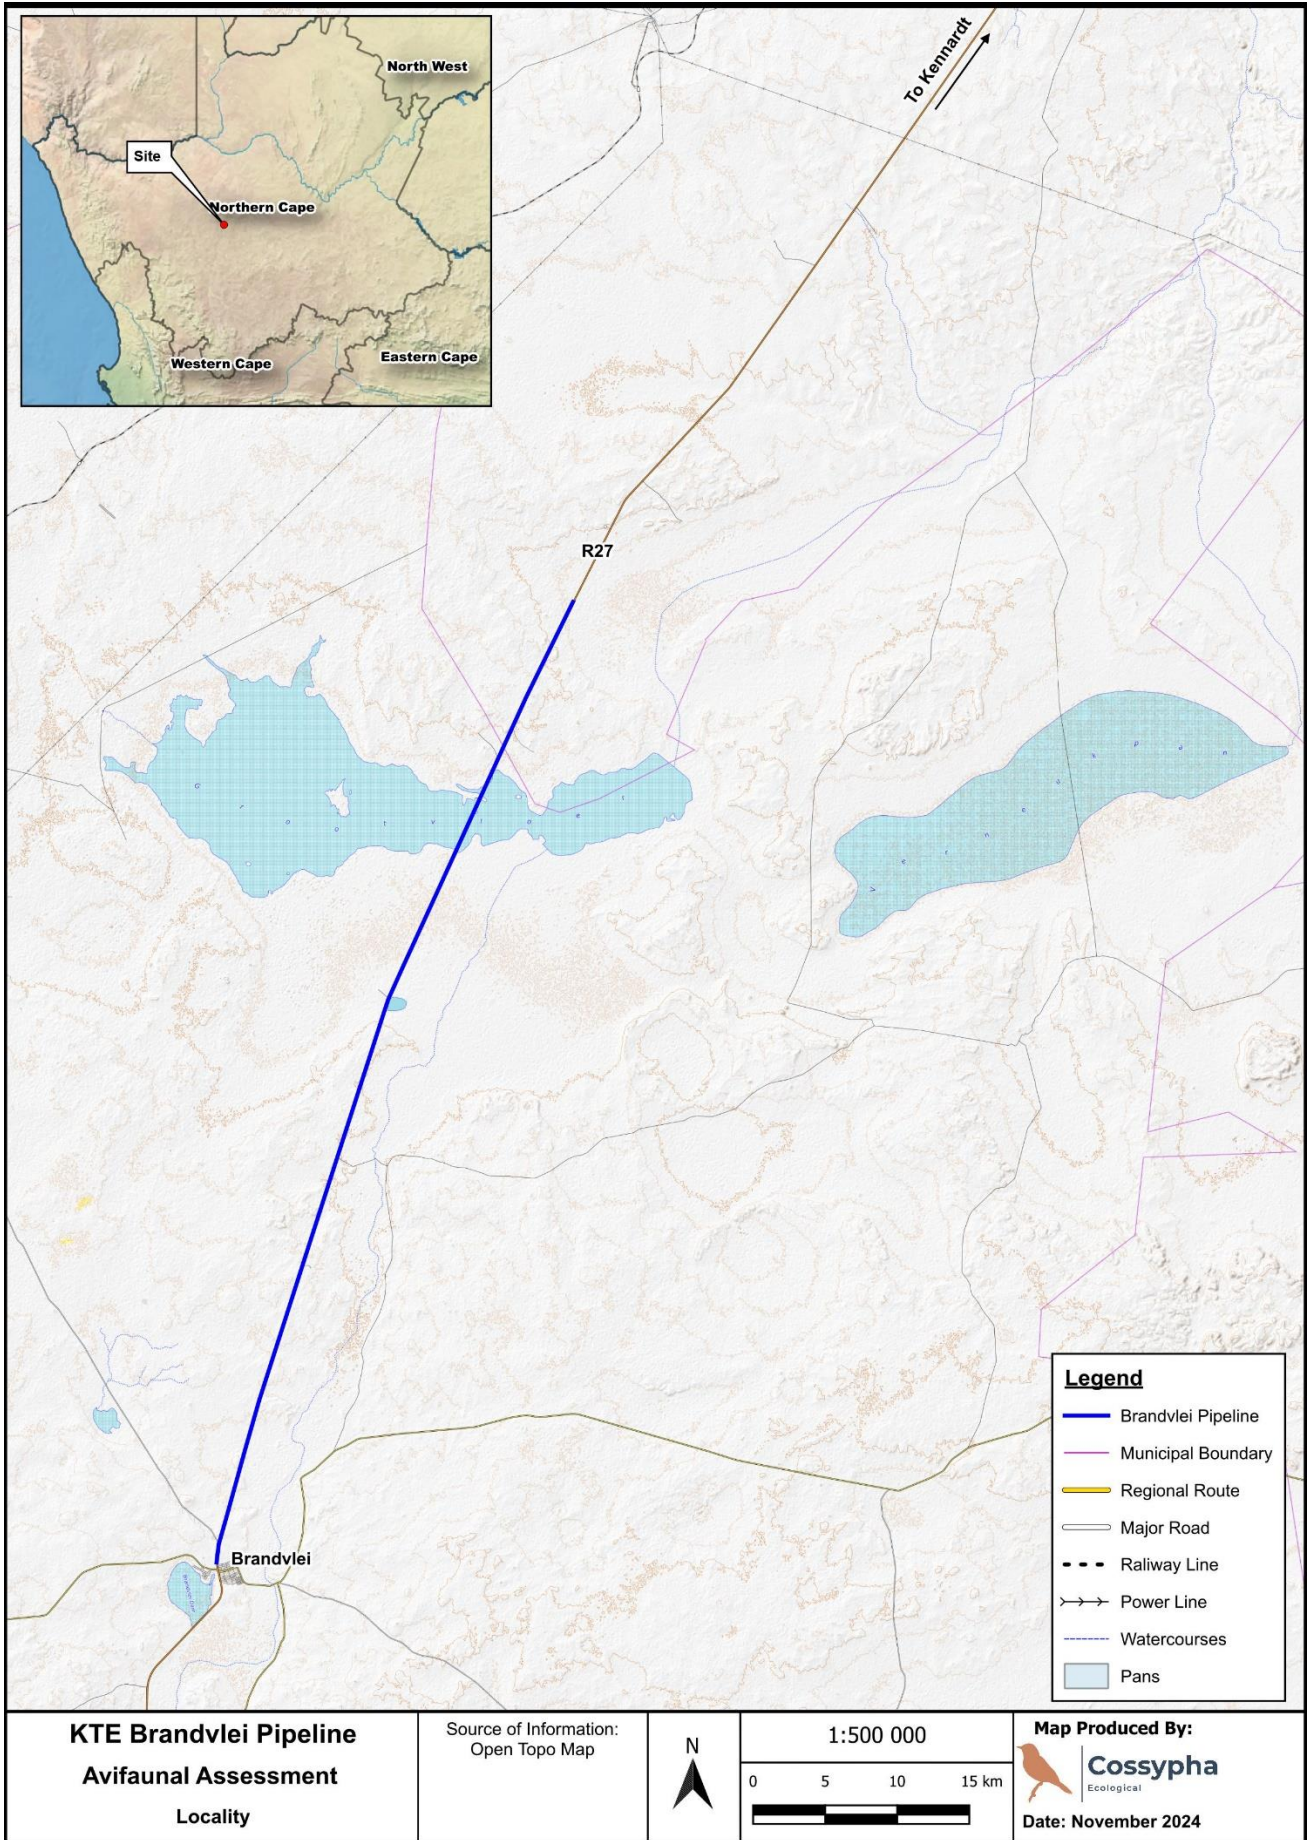 North West
Site
Northern Cape
Western Cape
Eastern Cape
To Kennardt
R27
G r o o t v l o e i
V e r n e u k p a n
Brandvlei
Legend
Brandvlei Pipeline
Municipal Boundary
Regional Route
Major Road
Raliway Line
Power Line
Watercourses
Pans
KTE Brandvlei Pipeline
Avifaunal Assessment
Locality
Source of Information:
Open Topo Map
N
1:500 000
0 5 10 15 km
Map Produced By:
Cossypha
Ecological
Date: November 2024